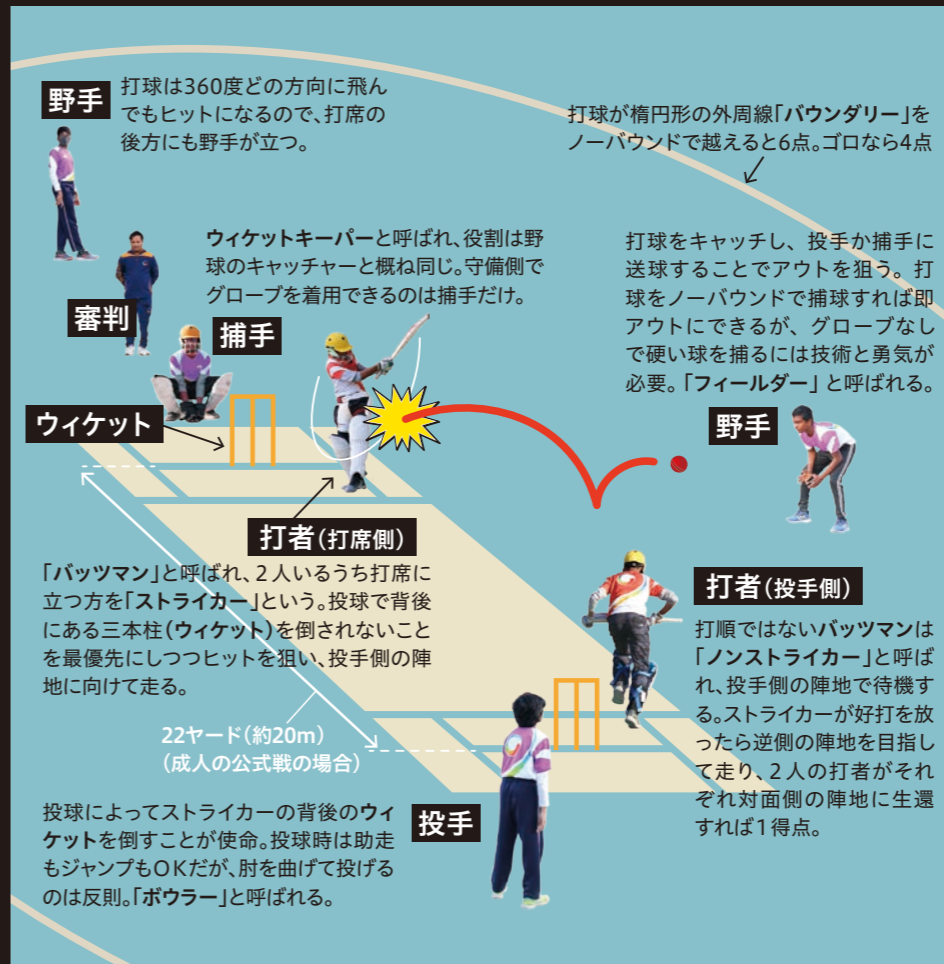 野手
打球は360度どの方向に飛ん
でもヒットになるので、打席の
後方にも野手が立つ。
打球が楕円形の外周線「バウンダリー」を
ノーバウンドで越えると6点。ゴロなら4点
審判
ウィケットキーパーと呼ばれ、役割は野
球のキャッチャーと概ね同じ。守備側で
グローブを着用できるのは捕手だけ。
捕手
打球をキャッチし、投手か捕手に
送球することでアウトを狙う。打
球をノーバウンドで捕球すれば即
アウトにできるが、グローブなし
で硬い球を捕るには技術と勇気が
必要。「フィールダー」と呼ばれる。
野手
ウィケット
打者(打席側)
「バッツマン」と呼ばれ、2人いるうち打席に
立つ方を「ストライカー」という。投球で背後
にある三本柱(ウィケット)を倒されないこと
を最優先にしつつヒットを狙い、投手側の陣
地に向けて走る。
打者(投手側)
打順ではないバッツマンは
「ノンストライカー」と呼ば
れ、投手側の陣地で待機す
る。ストライカーが好打を放
ったら逆側の陣地を目指し
て走り、2人の打者がそれ
ぞれ対面側の陣地に生還
すれば1得点。
22ヤード(約20m)
(成人の公式戦の場合)
投球によってストライカーの背後のウィ
ケットを倒すことが使命。投球時は助走
もジャンプもOKだが、肘を曲げて投げる
のは反則。「ボウラー」と呼ばれる。
投手